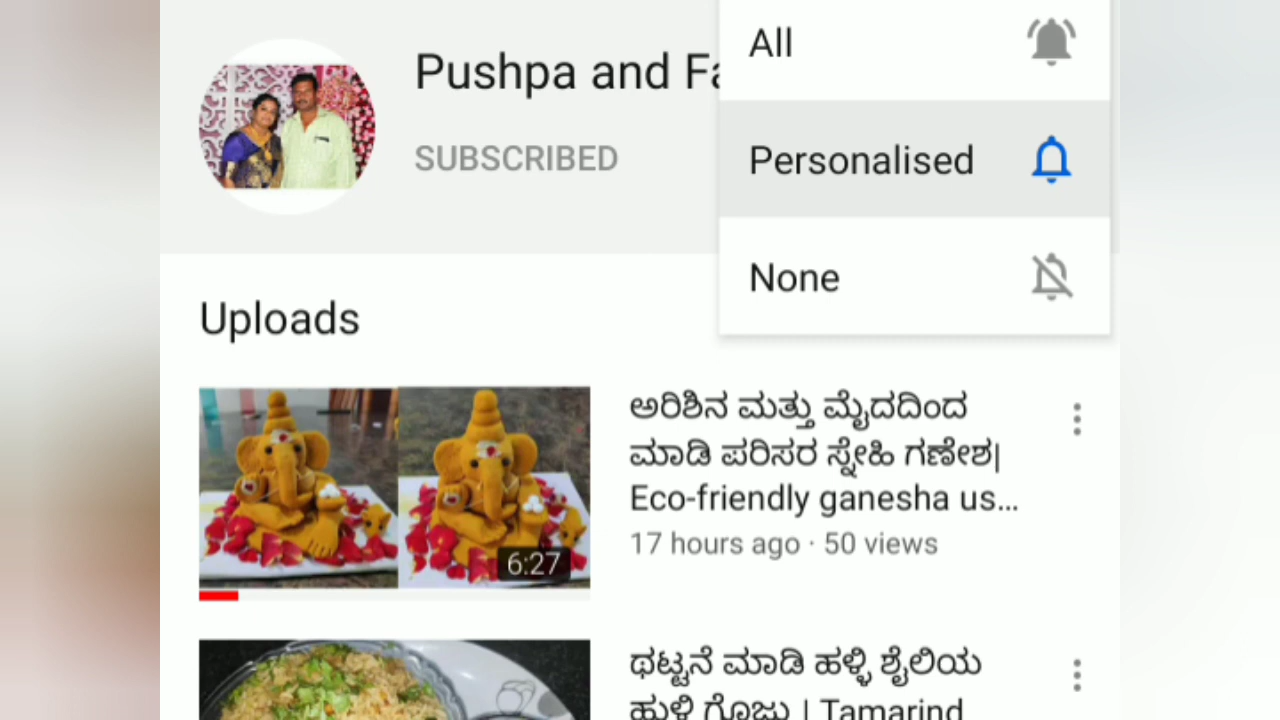 All
Pushpa and Fa
Personalised
SUBSCRIBED
None
Uploads
ಅರಿಶಿನ ಮತ್ತು ಮೈದದಿಂದ
ಮಾಡಿ ಪರಿಸರ ಸ್ನೇಹಿ ಗಣೇಶ|
Eco-friendly ganesha us...
17 hours ago · 50 views
6:27
ಥಟ್ಟನೆ ಮಾಡಿ ಹಳ್ಳಿ ಶೈಲಿಯ
ಹುಳಿ ಗೊಜ್ಜು | Tamarind